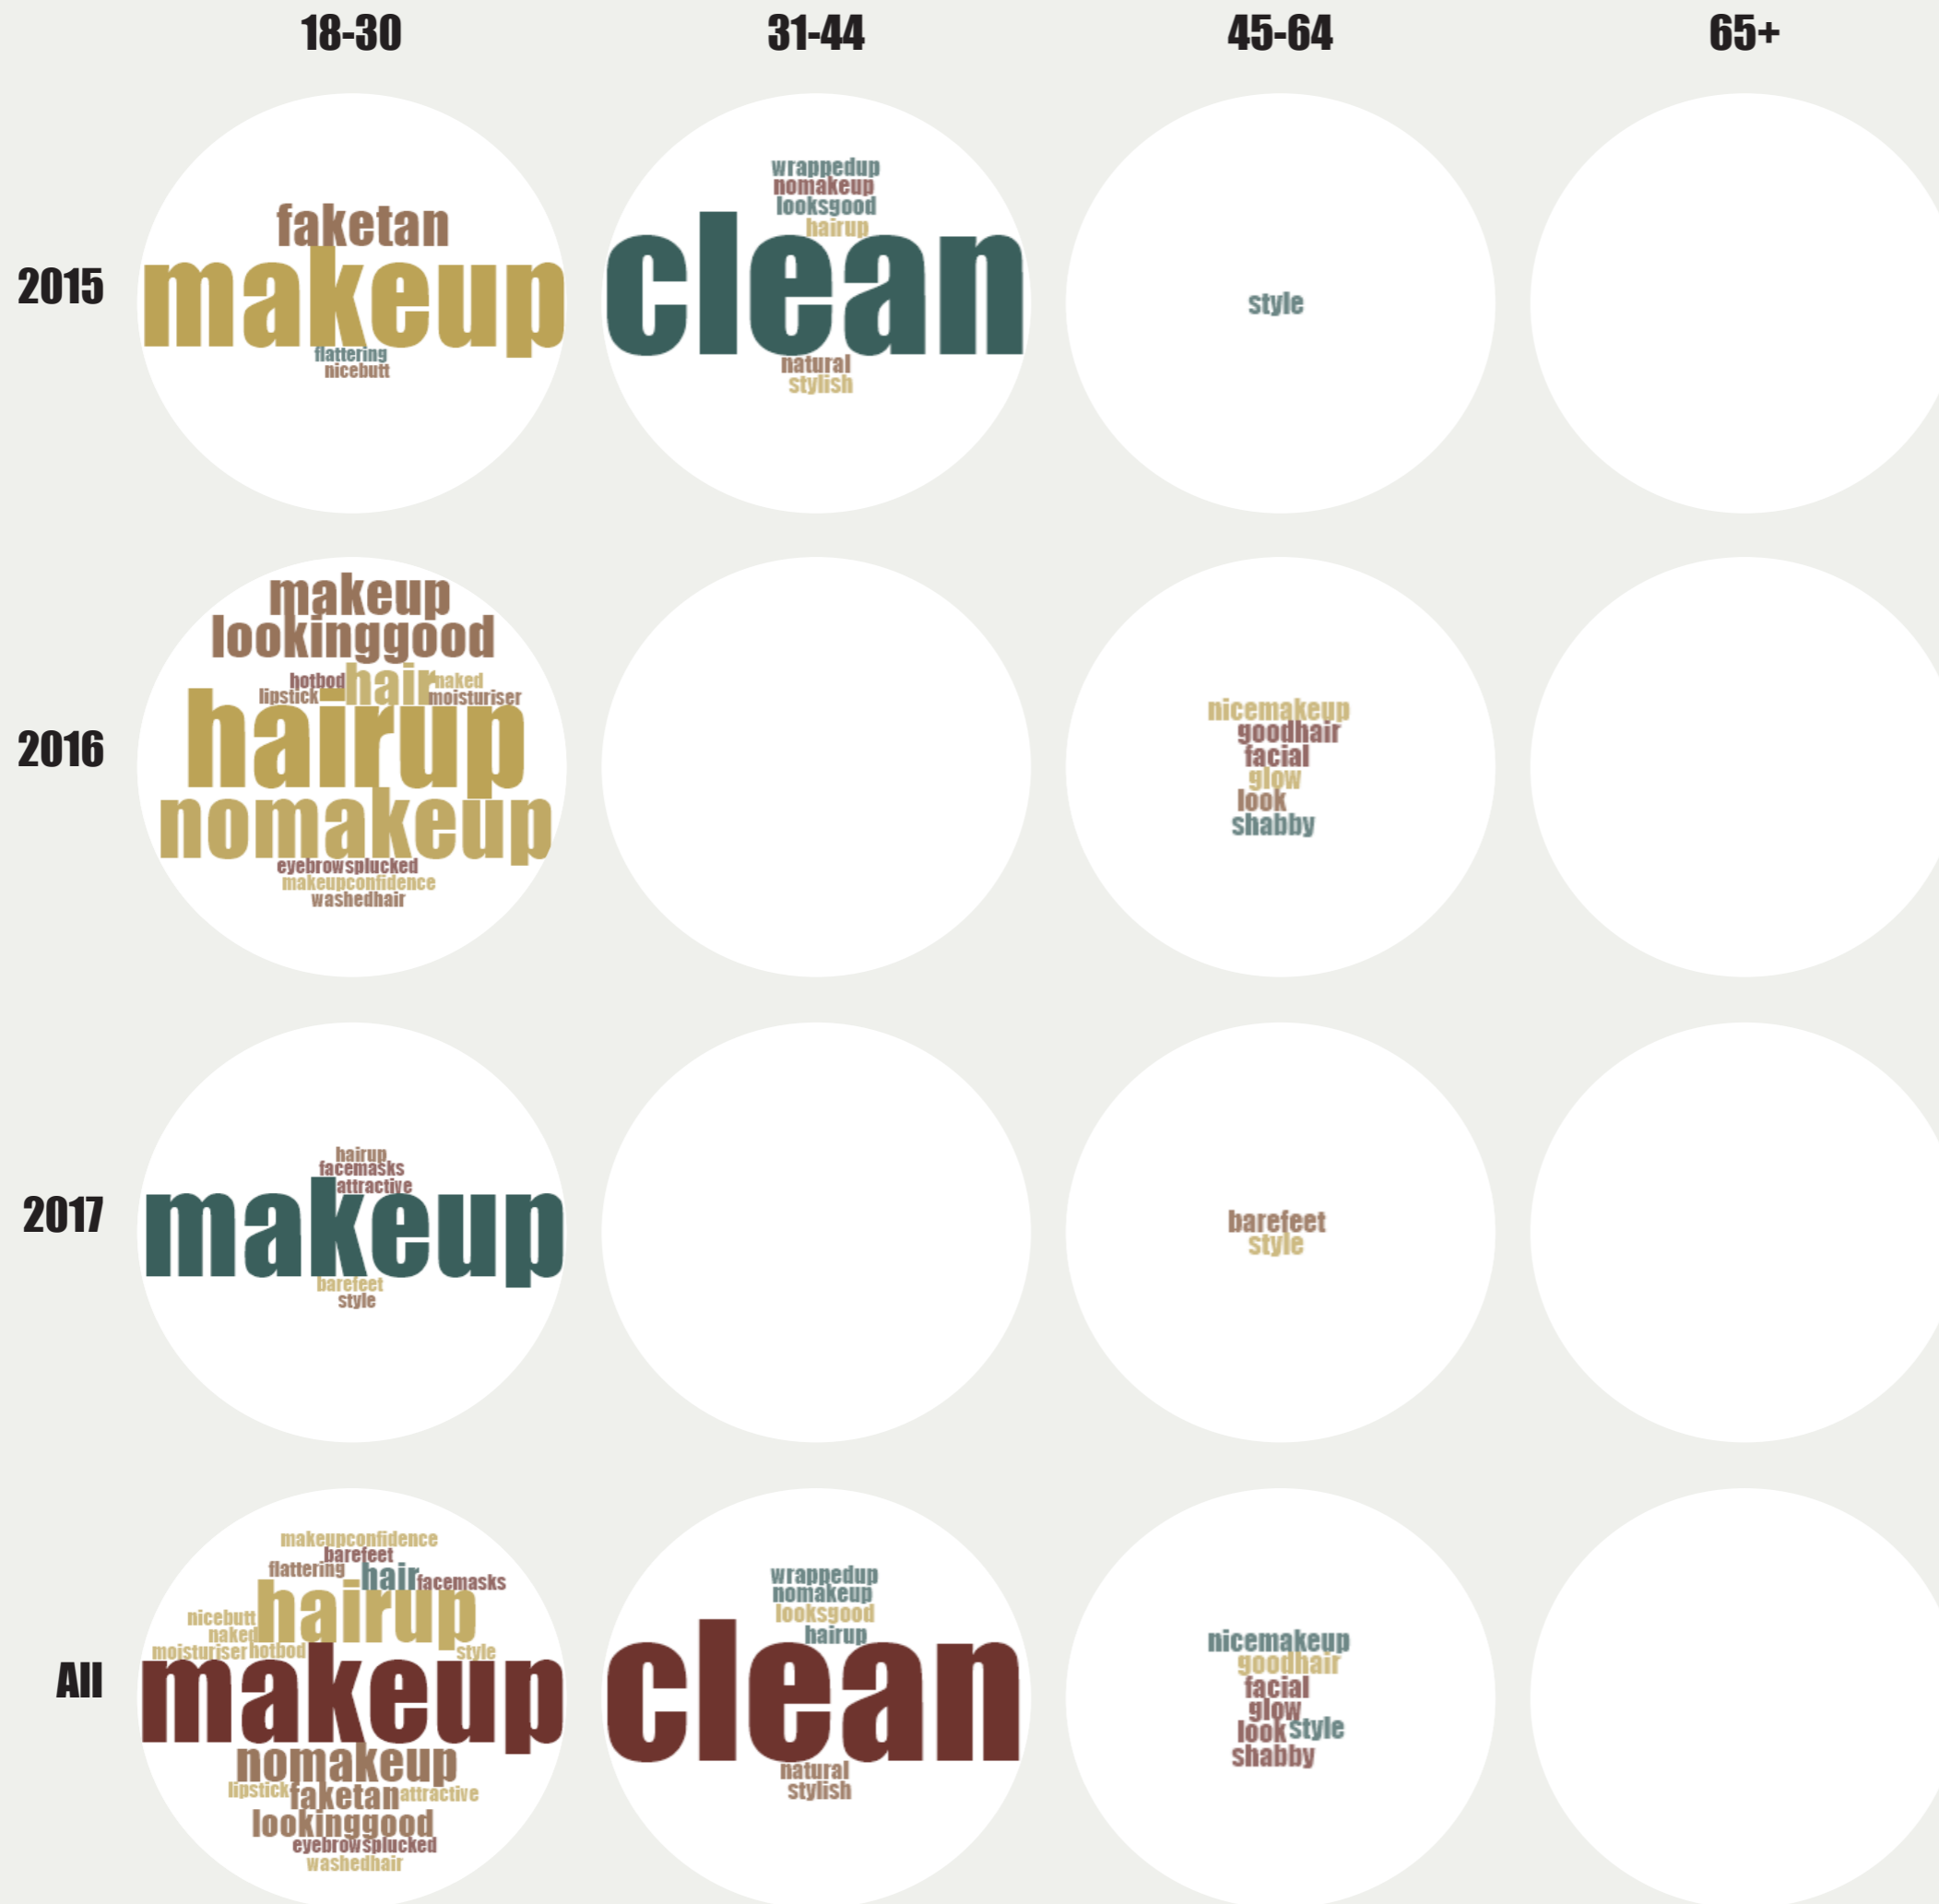 18-30 31-44 45-64 65+
2015
faketan
makeup
flattering
nicebutt
wrappedup
nomakeup
looksgood
hairup
clean
natural
stylish
style
2016
makeup
lookinggood
hotbod hair naked
lipstick moisturiser
hairup
nomakeup
eyebrowsplucked
makeupconfidence
washedhair
nicemakeup
goodhair
facial
glow
look
shabby
2017
hairup
facemasks
attractive
makeup
barefeet
style
barefeet
style
All
makeupconfidence
barefeet
flattering hair facemasks
hairup
nicebutt
naked
moisturiser hotbod style
makeup
nomakeup
lipstick faketan attractive
lookinggood
eyebrowsplucked
washedhair
wrappedup
nomakeup
looksgood
hairup
clean
natural
stylish
nicemakeup
goodhair
facial
glow
look style
shabby